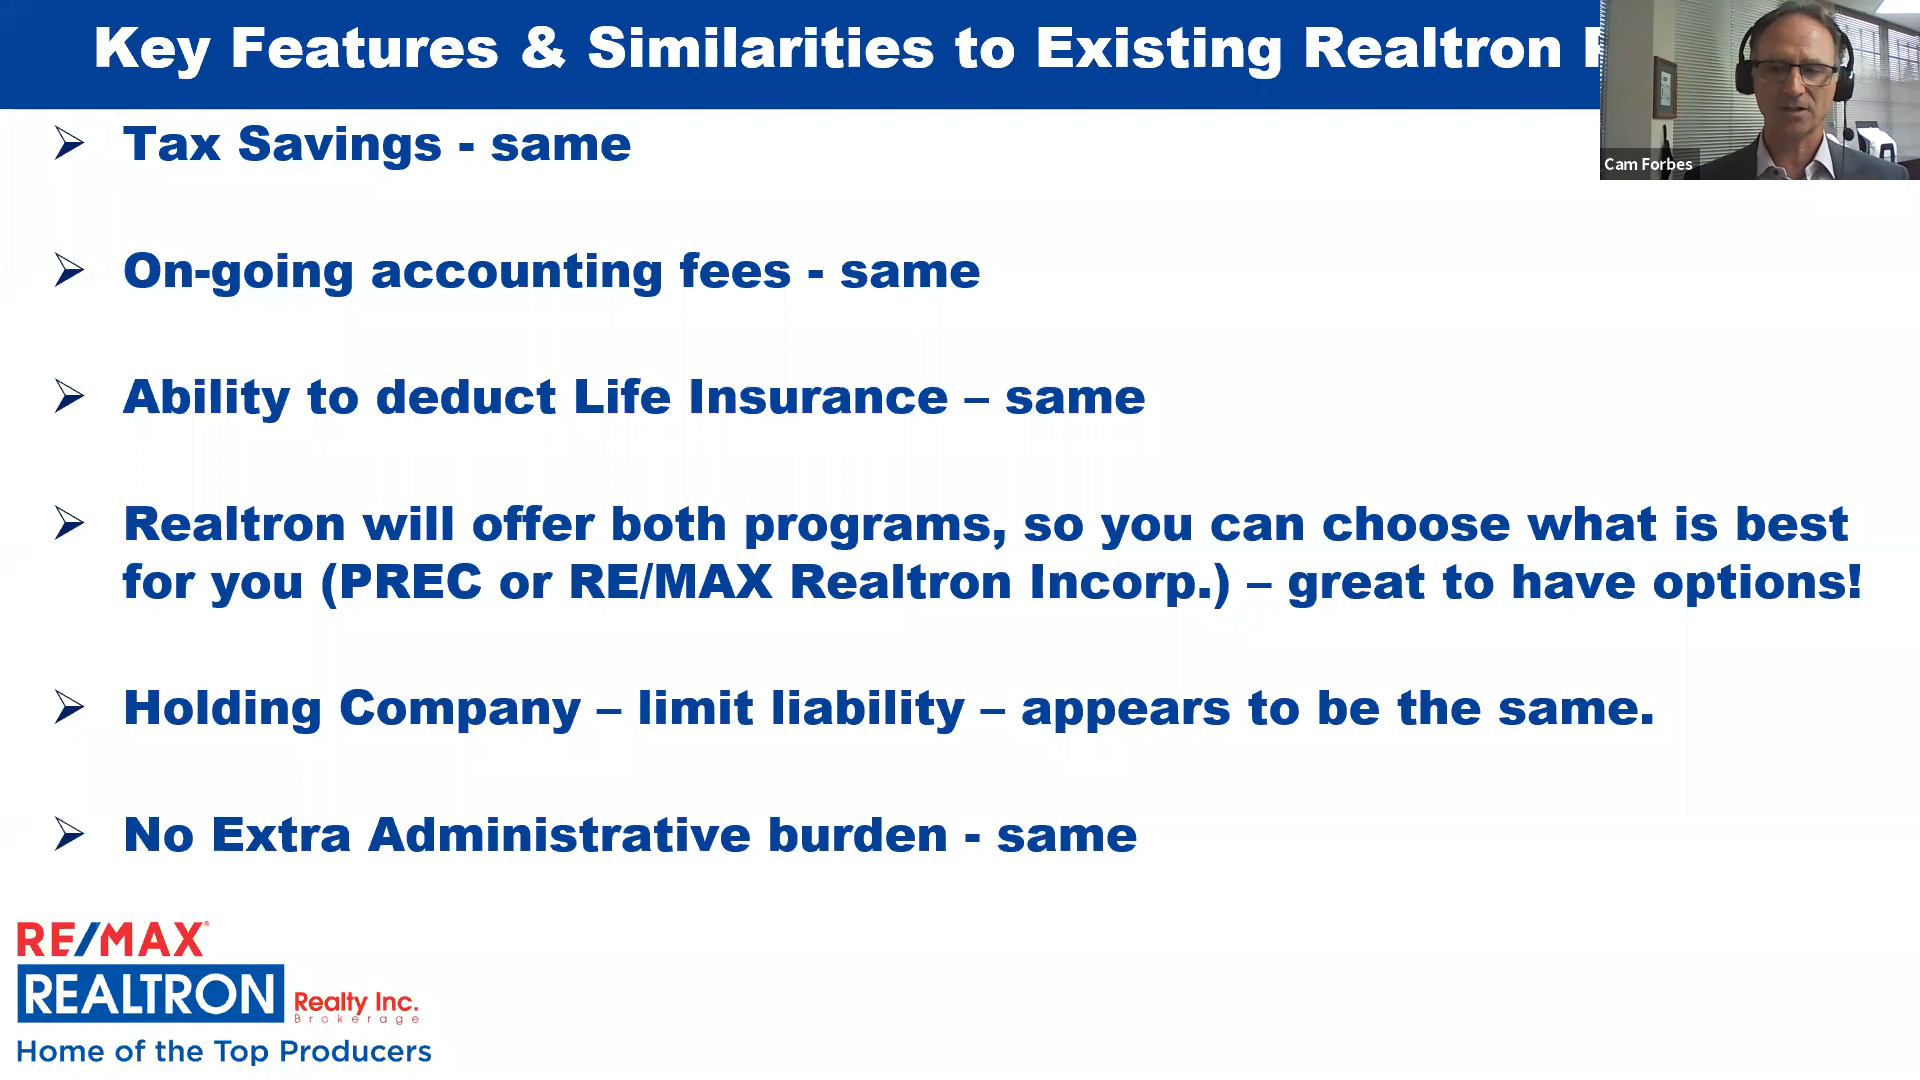 Key Features & Similarities to Existing Realtron
Cam Forbes
➢ Tax Savings - same
➢ On-going accounting fees - same
➢ Ability to deduct Life Insurance – same
➢ Realtron will offer both programs, so you can choose what is best
for you (PREC or RE/MAX Realtron Incorp.) – great to have options!
➢ Holding Company – limit liability – appears to be the same.
➢ No Extra Administrative burden - same
RE/MAX®
REALTRON Realty Inc.
Brokerage
Home of the Top Producers